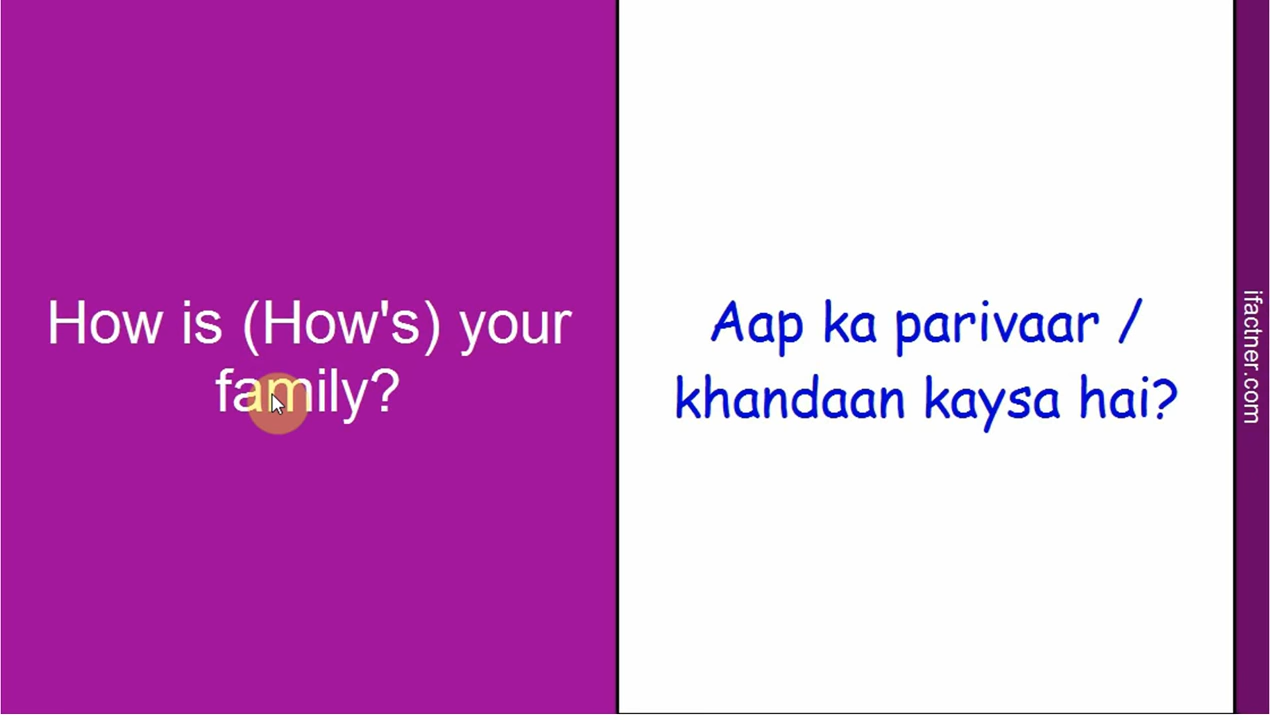 How is (How's) your
family?
Aap ka parivaar /
khandaan kaysa hai?
ifactner.com